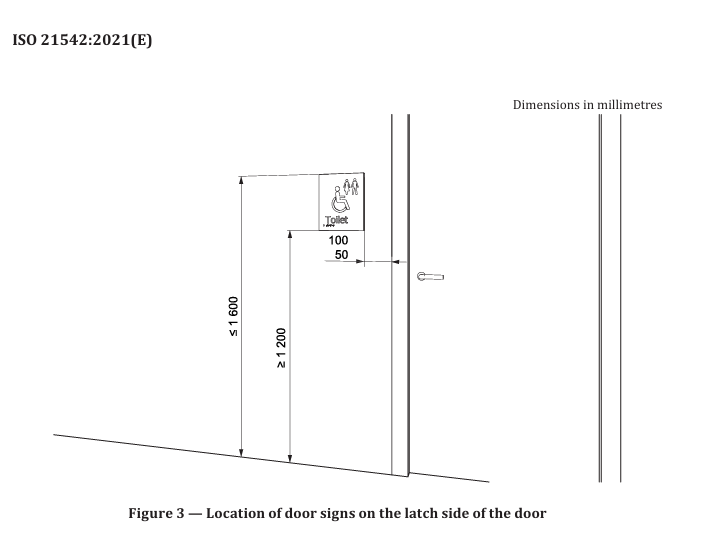 ISO 21542:2021(E)
Dimensions in millimetres
Toilet
100
50
≤ 1 600
≥ 1 200
Figure 3 — Location of door signs on the latch side of the door